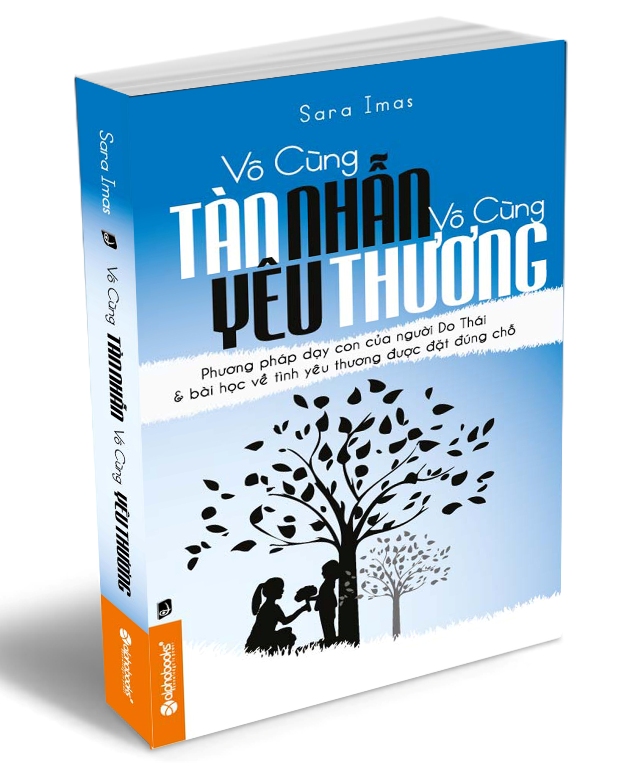 Sara Imas
Vô Cùng
TÀN NHẪN
Vô Cùng
YÊU THƯƠNG
Phương pháp dạy con của người Do Thái
& bài học về tình yêu thương được đặt đúng chỗ
alphabooks®
Sara Imas
Vô Cùng TÀN NHẪN Vô Cùng YÊU THƯƠNG
alphabooks®